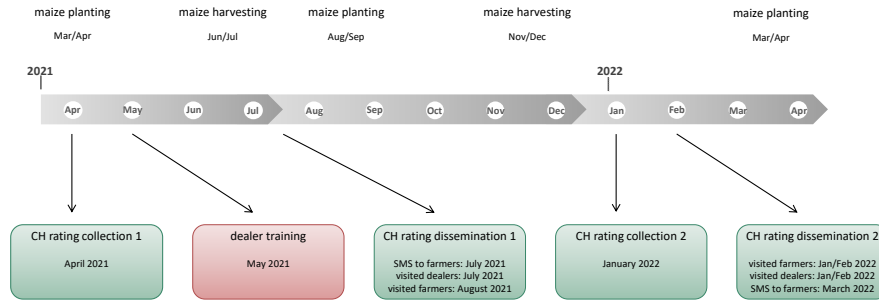 maize planting
Mar/Apr
maize harvesting
Jun/Jul
maize planting
Aug/Sep
maize harvesting
Nov/Dec
maize planting
Mar/Apr
2021
2022
Apr
May
Jun
Jul
Aug
Sep
Oct
Nov
Dec
Jan
Feb
Mar
Apr
CH rating collection 1
April 2021
dealer training
May 2021
CH rating dissemination 1
SMS to farmers: July 2021
visited dealers: July 2021
visited farmers: August 2021
CH rating collection 2
January 2022
CH rating dissemination 2
visited farmers: Jan/Feb 2022
visited dealers: Jan/Feb 2022
SMS to farmers: March 2022